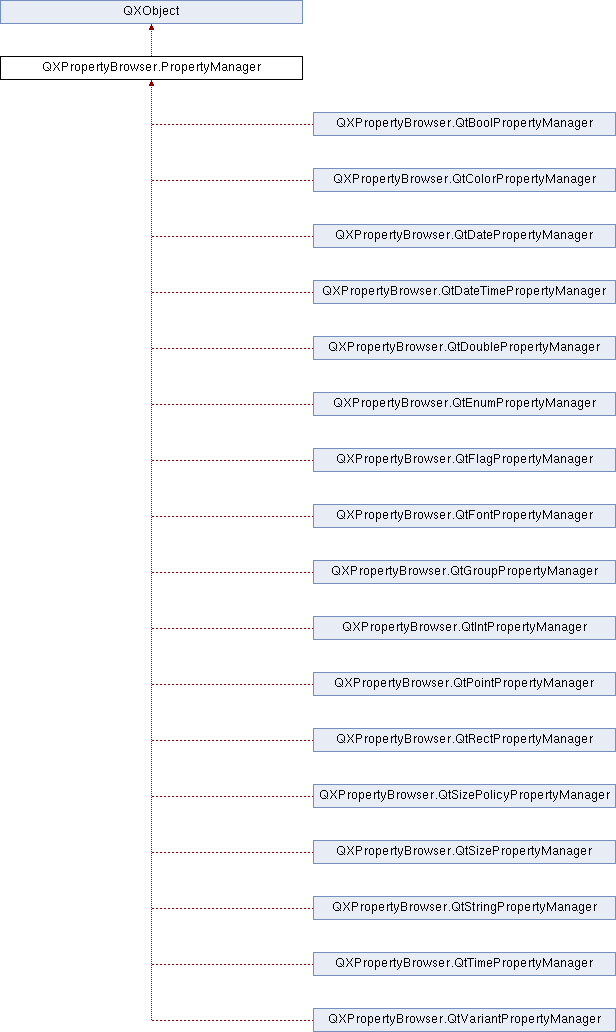 QXObject
QXPropertyBrowser.PropertyManager
QXPropertyBrowser.QtBoolPropertyManager
QXPropertyBrowser.QtColorPropertyManager
QXPropertyBrowser.QtDatePropertyManager
QXPropertyBrowser.QtDateTimePropertyManager
QXPropertyBrowser.QtDoublePropertyManager
QXPropertyBrowser.QtEnumPropertyManager
QXPropertyBrowser.QtFlagPropertyManager
QXPropertyBrowser.QtFontPropertyManager
QXPropertyBrowser.QtGroupPropertyManager
QXPropertyBrowser.QtIntPropertyManager
QXPropertyBrowser.QtPointPropertyManager
QXPropertyBrowser.QtRectPropertyManager
QXPropertyBrowser.QtSizePolicyPropertyManager
QXPropertyBrowser.QtSizePropertyManager
QXPropertyBrowser.QtStringPropertyManager
QXPropertyBrowser.QtTimePropertyManager
QXPropertyBrowser.QtVariantPropertyManager